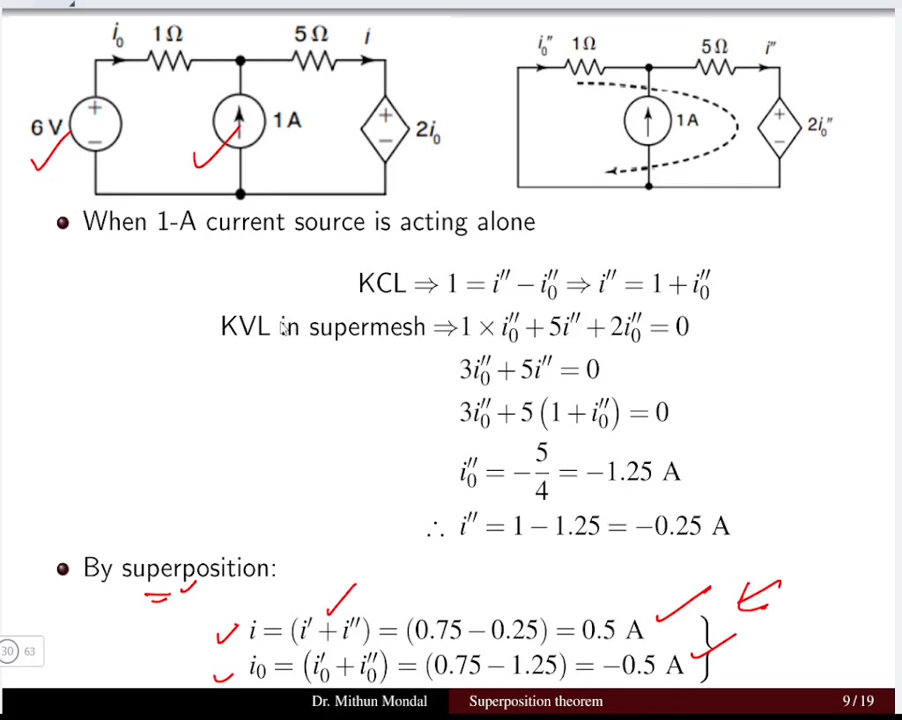 i₀ 1Ω 5Ω i
6 V + − 1 A + − 2i₀
i₀″ 1Ω 5Ω i″
1A + − 2i₀″
When 1-A current source is acting alone
KCL ⇒ 1 = i″ − i₀″ ⇒ i″ = 1 + i₀″
KVL in supermesh ⇒ 1 × i₀″ + 5i″ + 2i₀″ = 0
3i₀″ + 5i″ = 0
3i₀″ + 5 (1 + i₀″) = 0
i₀″ = −5/4 = −1.25 A
∴ i″ = 1 − 1.25 = −0.25 A
By superposition:
i = (i′ + i″) = (0.75 − 0.25) = 0.5 A
i₀ = (i₀′ + i₀″) = (0.75 − 1.25) = −0.5 A
30 63
Dr. Mithun Mondal Superposition theorem 9 / 19